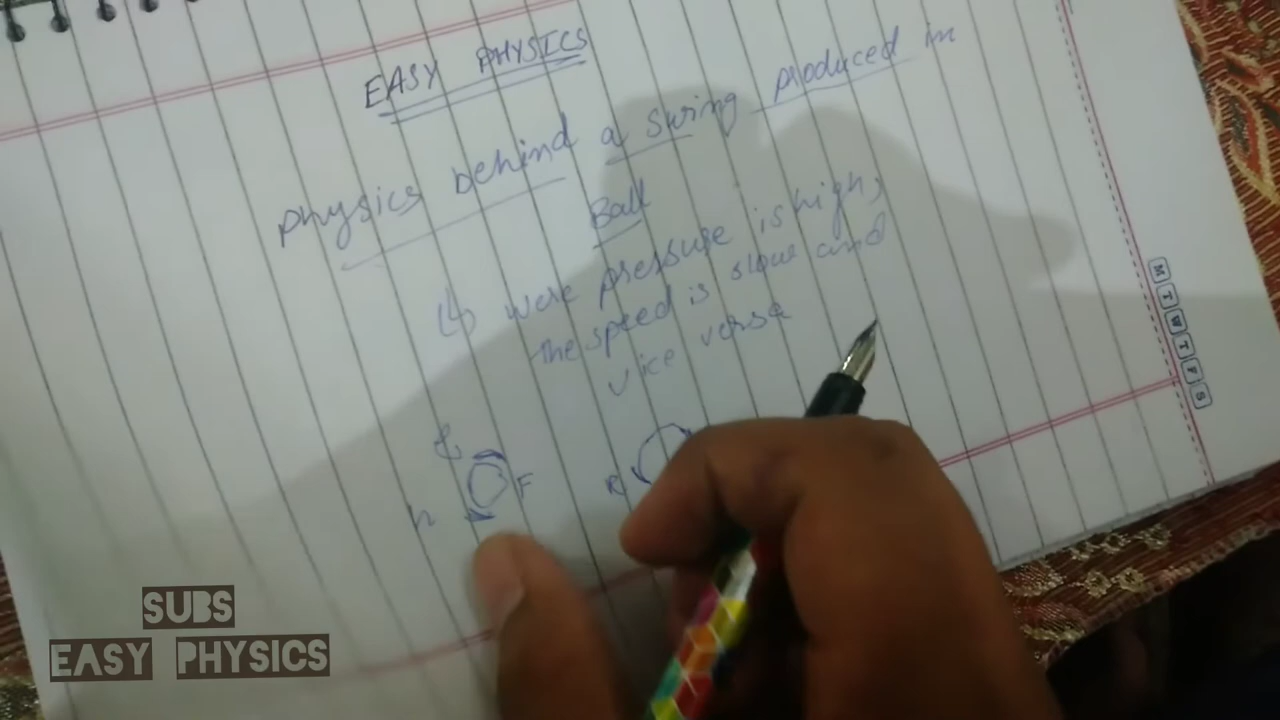 EASY PHYSICS
physics behind a swing produced in
Ball
were pressure is high,
the speed is slow and
vice versa
F
R
h
M T W T F S
SUBS
EASY PHYSICS